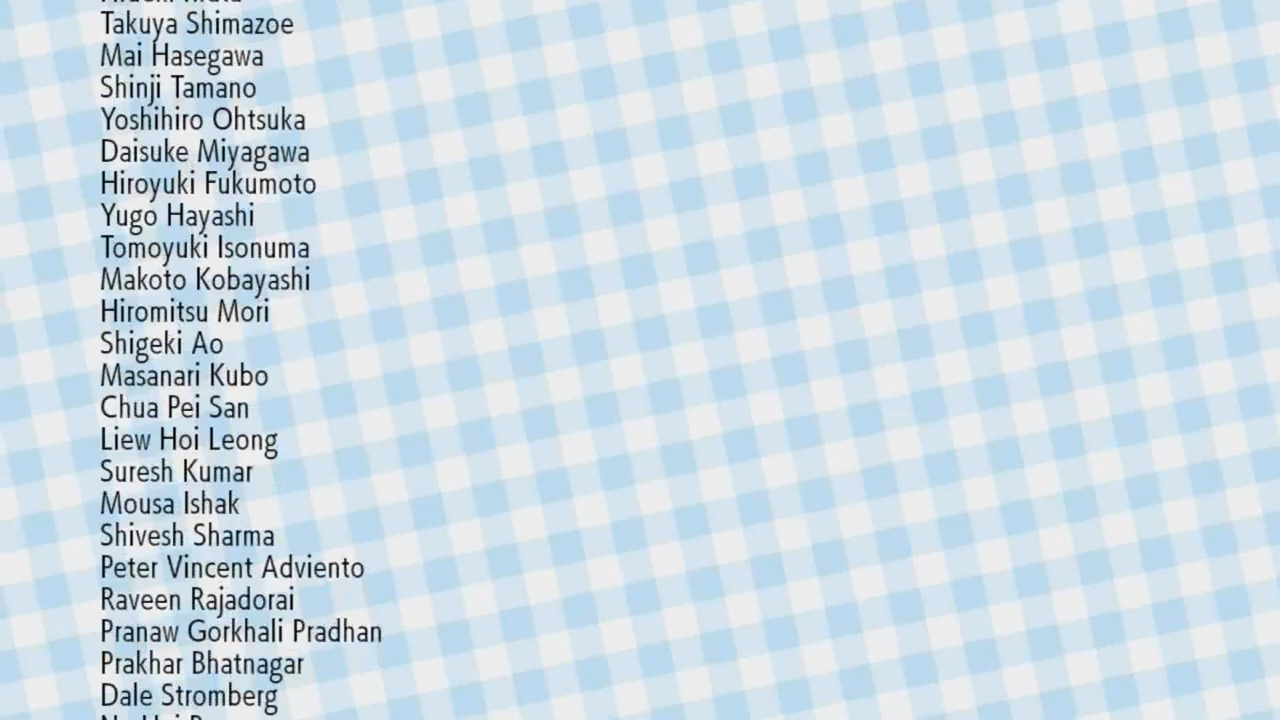 Takuya Shimazoe
Mai Hasegawa
Shinji Tamano
Yoshihiro Ohtsuka
Daisuke Miyagawa
Hiroyuki Fukumoto
Yugo Hayashi
Tomoyuki Isonuma
Makoto Kobayashi
Hiromitsu Mori
Shigeki Ao
Masanari Kubo
Chua Pei San
Liew Hoi Leong
Suresh Kumar
Mousa Ishak
Shivesh Sharma
Peter Vincent Adviento
Raveen Rajadorai
Pranaw Gorkhali Pradhan
Prakhar Bhatnagar
Dale Stromberg